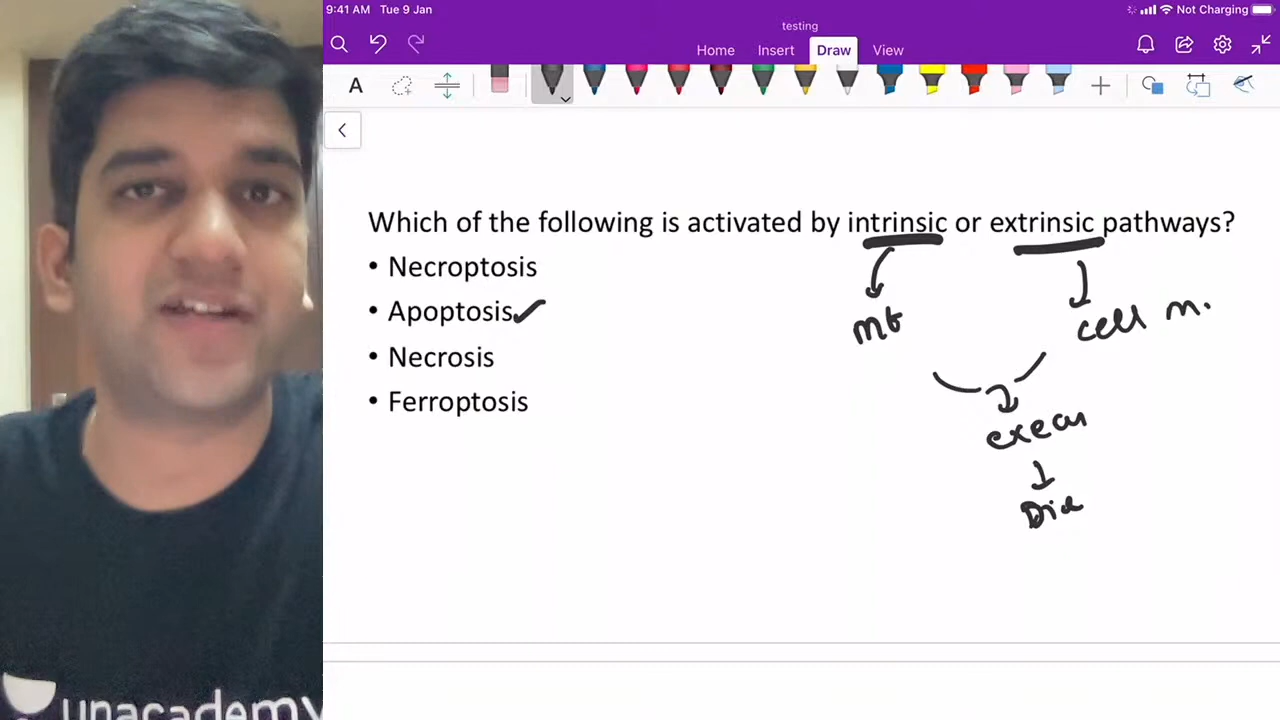 9:41 AM Tue 9 Jan
Not Charging
testing
Home Insert Draw View
A
Which of the following is activated by intrinsic or extrinsic pathways?
• Necroptosis
• Apoptosis
• Necrosis
• Ferroptosis
mt
cell m.
execu
Die
unacademy